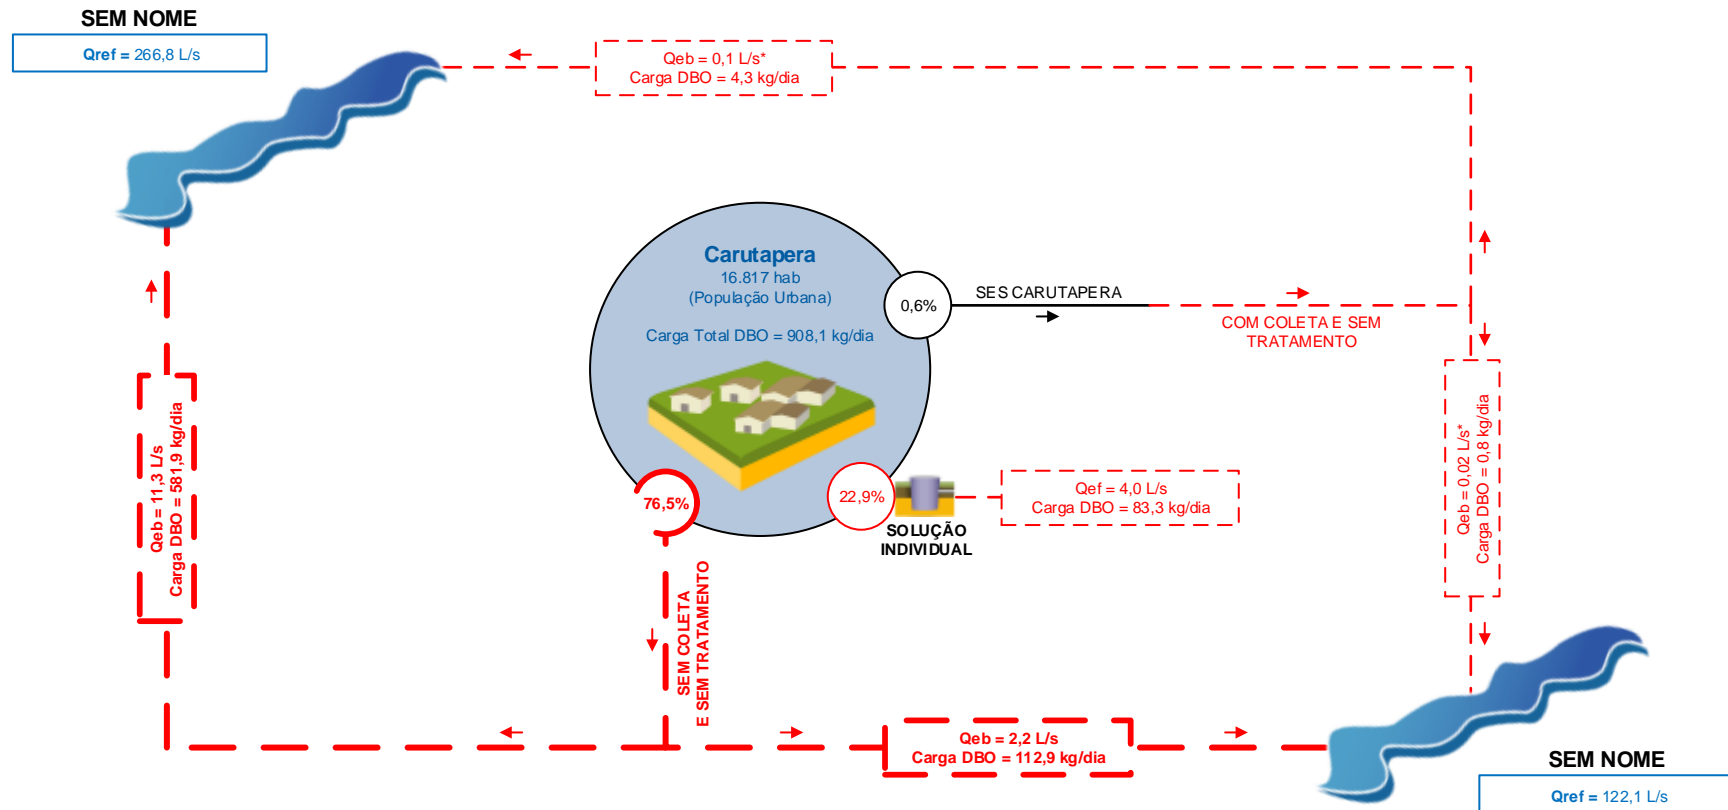 SEM NOME
Qref = 266,8 L/s
Qeb = 0,1 L/s*
Carga DBO = 4,3 kg/dia
Carutapera
16.817 hab
(População Urbana)
Carga Total DBO = 908,1 kg/dia
0,6%
SES CARUTAPERA
COM COLETA E SEM
TRATAMENTO
Qeb = 11,3 L/s
Carga DBO = 581,9 kg/dia
Qeb = 0,02 L/s*
Carga DBO = 0,8 kg/dia
76,5%
22,9%
SOLUÇÃO
INDIVIDUAL
Qef = 4,0 L/s
Carga DBO = 83,3 kg/dia
SEM COLETA
E SEM TRATAMENTO
Qeb = 2,2 L/s
Carga DBO = 112,9 kg/dia
SEM NOME
Qref = 122,1 L/s